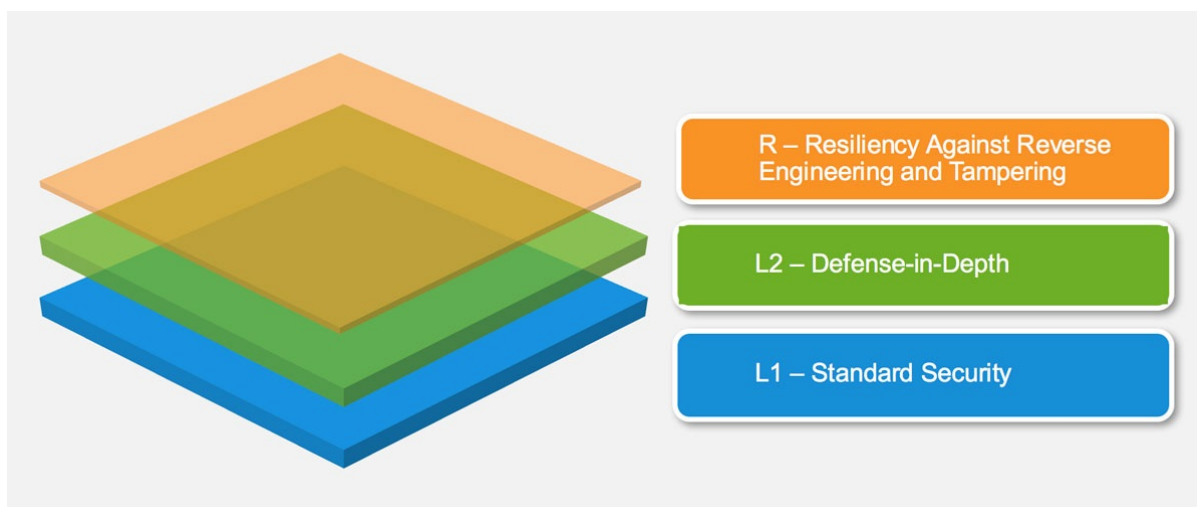 R – Resiliency Against Reverse
Engineering and Tampering
L2 – Defense-in-Depth
L1 – Standard Security